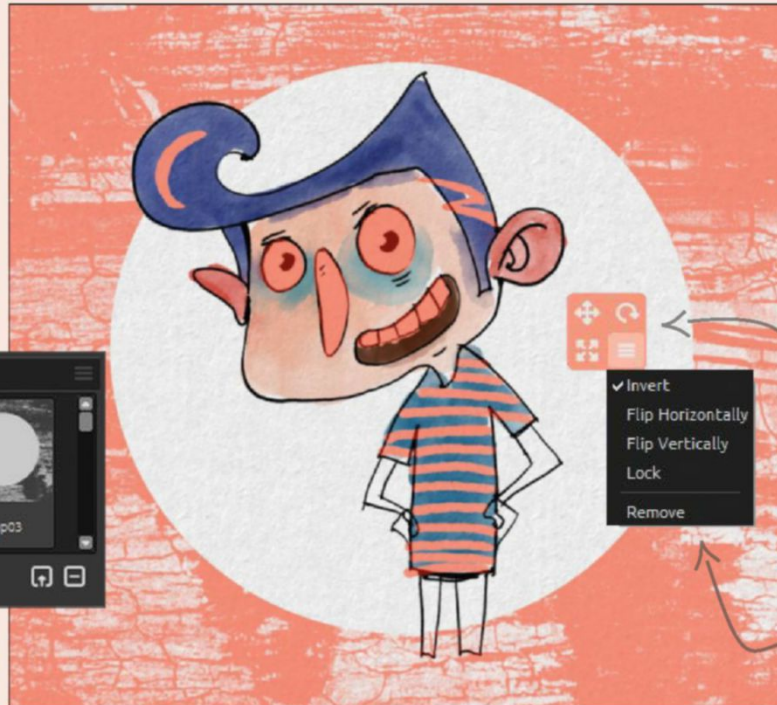 Invert
Flip Horizontally
Flip Vertically
Lock
Remove
p03